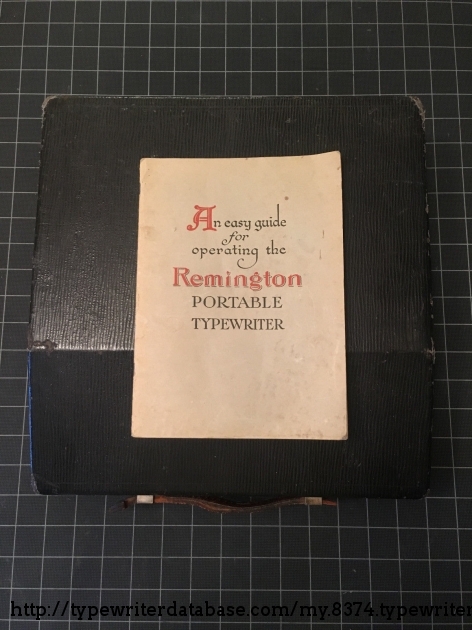 An easy guide
for
operating the
Remington
PORTABLE
TYPEWRITER
http://typewriterdatabase.com/my.8374.typewriter